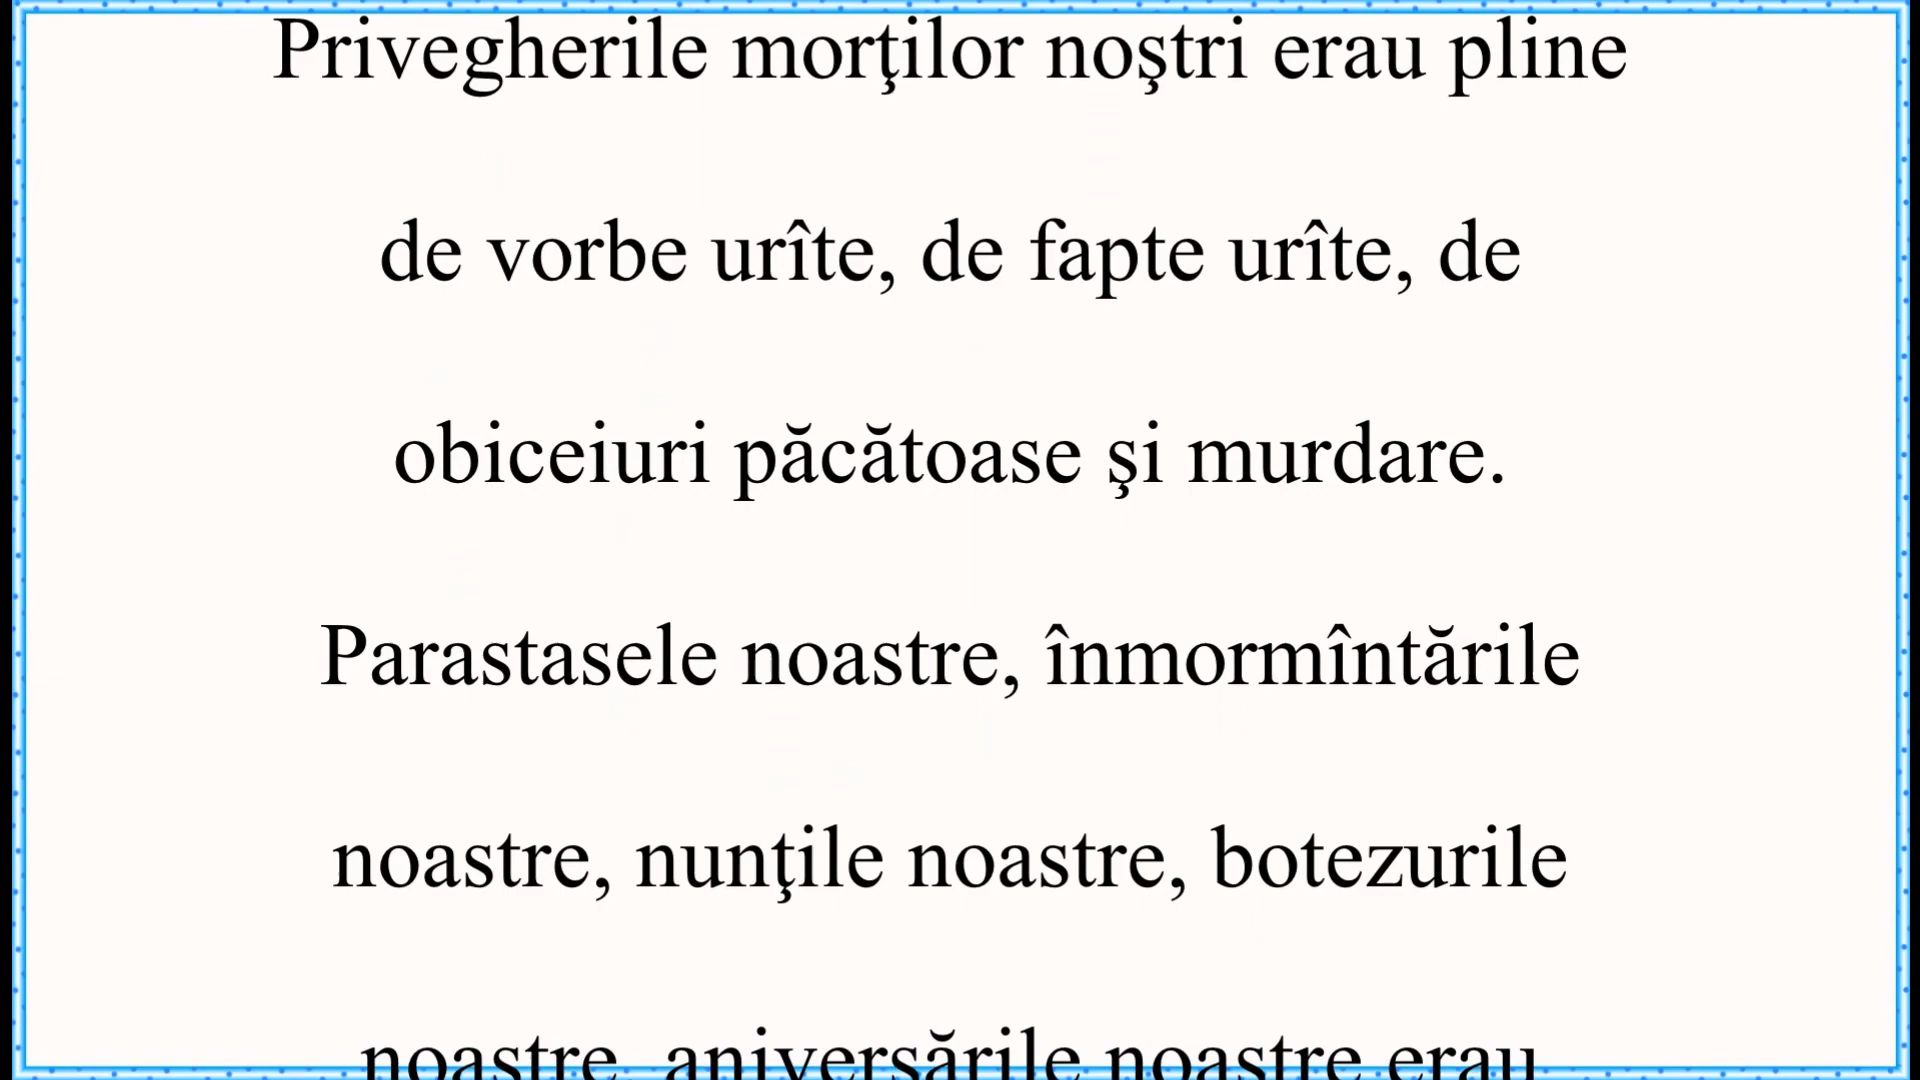 Privegherile morţilor noştri erau pline
de vorbe urîte, de fapte urîte, de
obiceiuri păcătoase şi murdare.
Parastasele noastre, înmormîntările
noastre, nunţile noastre, botezurile
noastre, aniversările noastre erau